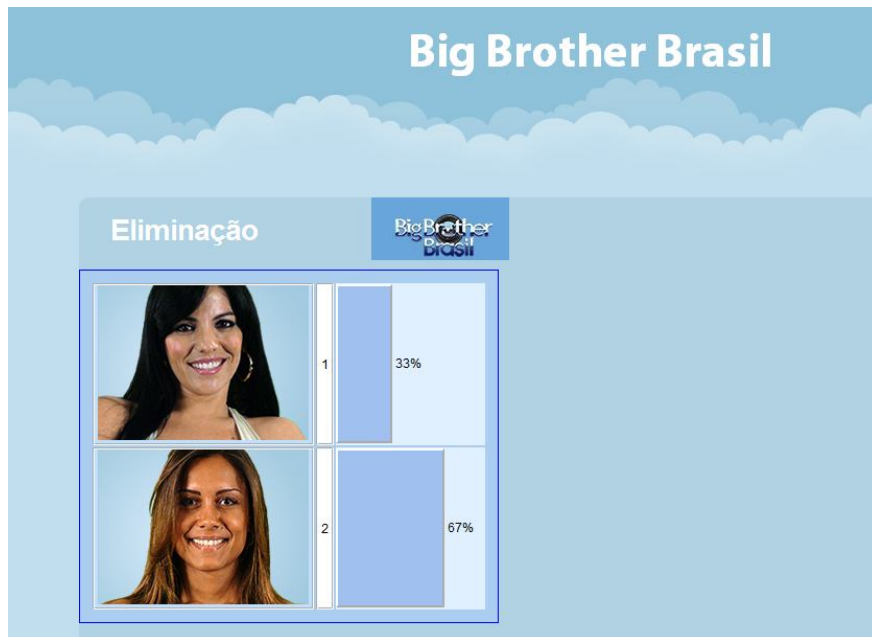 Big Brother Brasil
Eliminação
Big Brother
Brasil
1
33%
2
67%